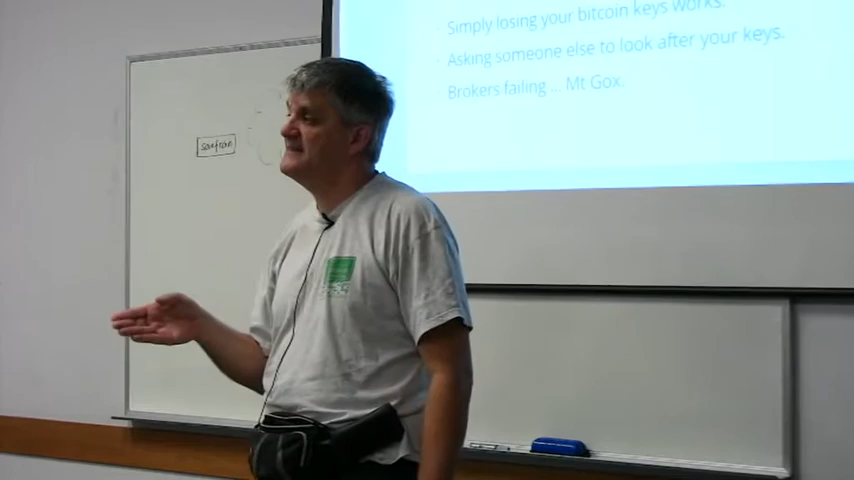 Simply losing your bitcoin keys works.
Asking someone else to look after your keys.
Brokers failing ... Mt Gox.